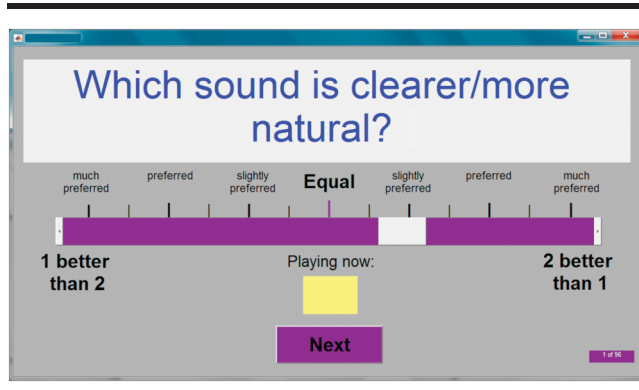 Which sound is clearer/more
natural?
much
preferred
preferred
slightly
preferred
Equal
slightly
preferred
preferred
much
preferred
1 better
than 2
Playing now:
2 better
than 1
Next
1 of 96